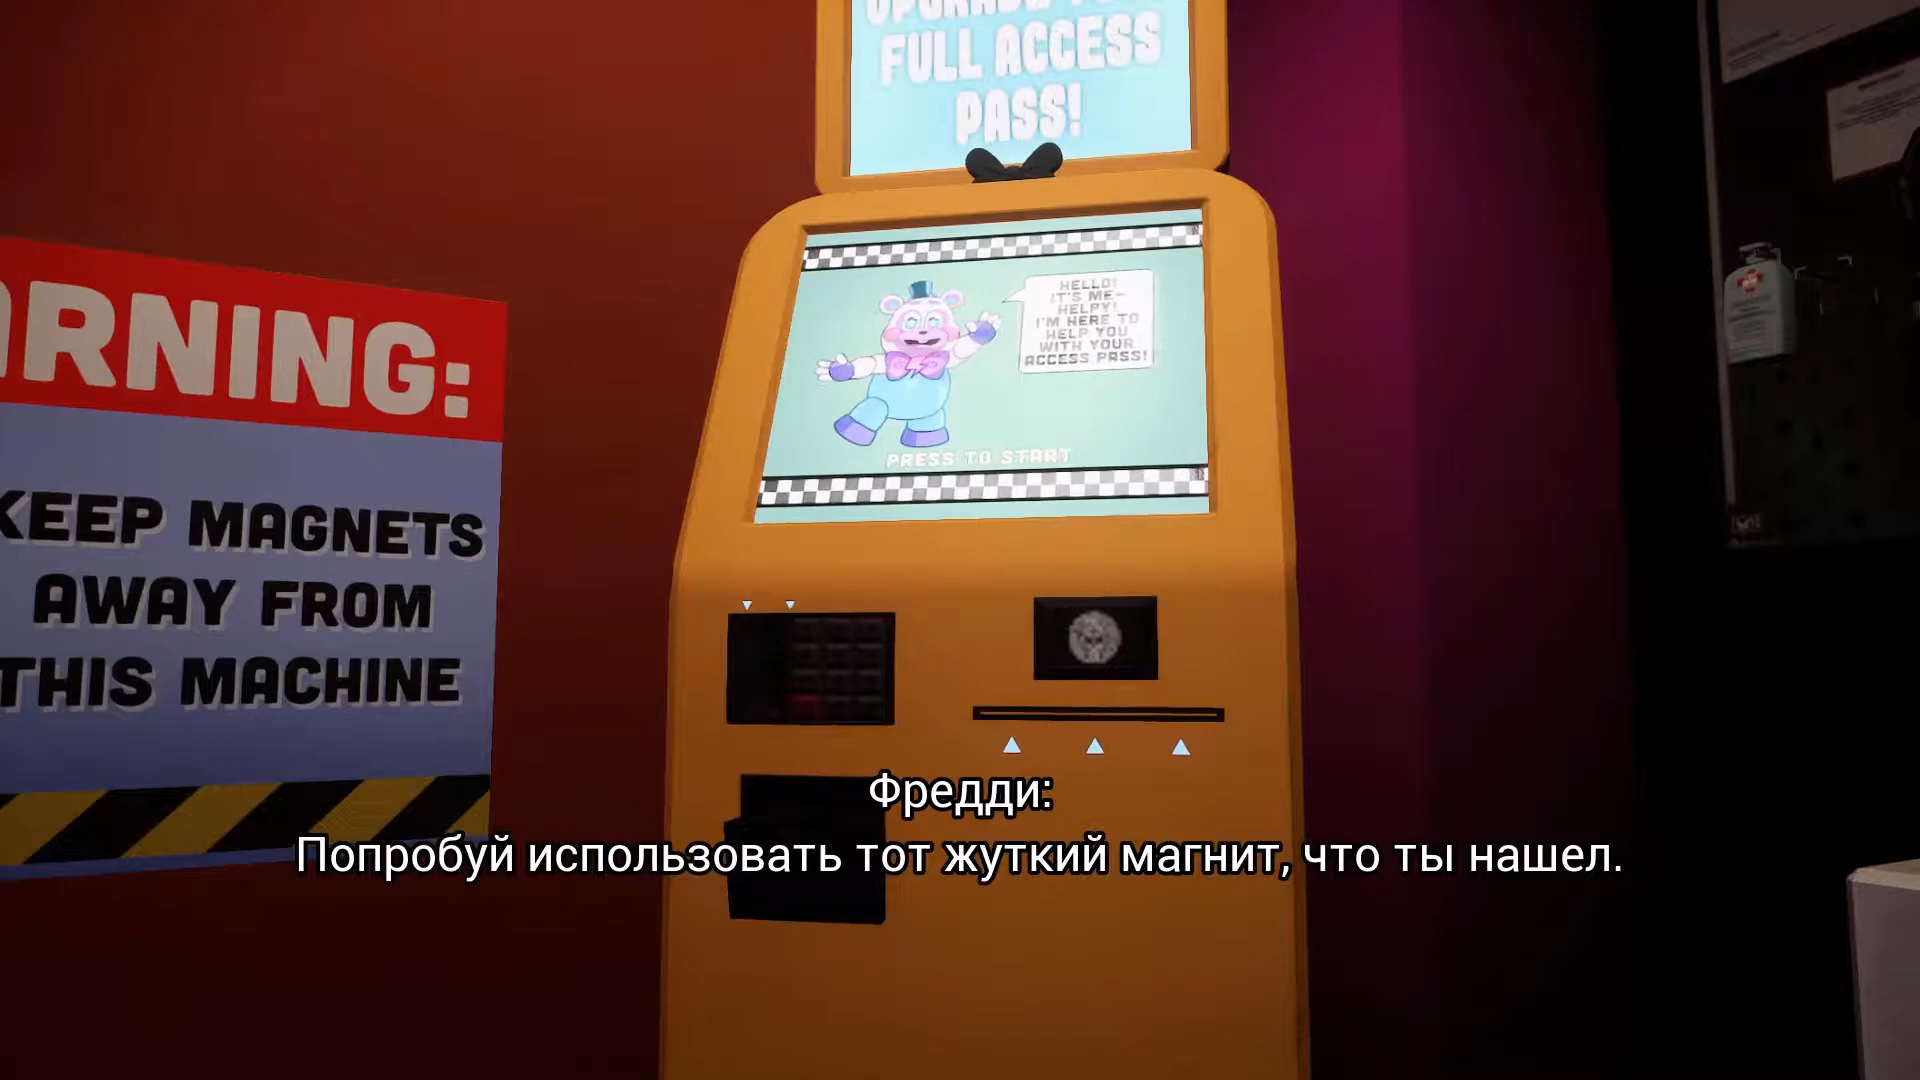 FULL ACCESS
PASS!
HELLO!
IT'S ME-
HELPY!
I'M HERE TO
HELP YOU
WITH YOUR
ACCESS PASS!
PRESS TO START
ARNING:
KEEP MAGNETS
AWAY FROM
THIS MACHINE
Фредди:
Попробуй использовать тот жуткий магнит, что ты нашел.